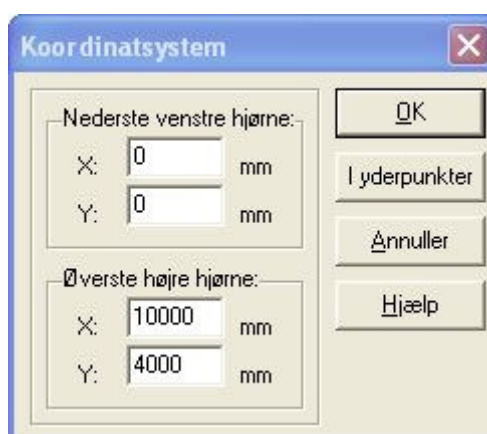 Koordinatsystem
Nederste venstre hjørne:
X: 0 mm
Y: 0 mm
Øverste højre hjørne:
X: 10000 mm
Y: 4000 mm
OK
I yderpunkter
Annuller
Hjælp